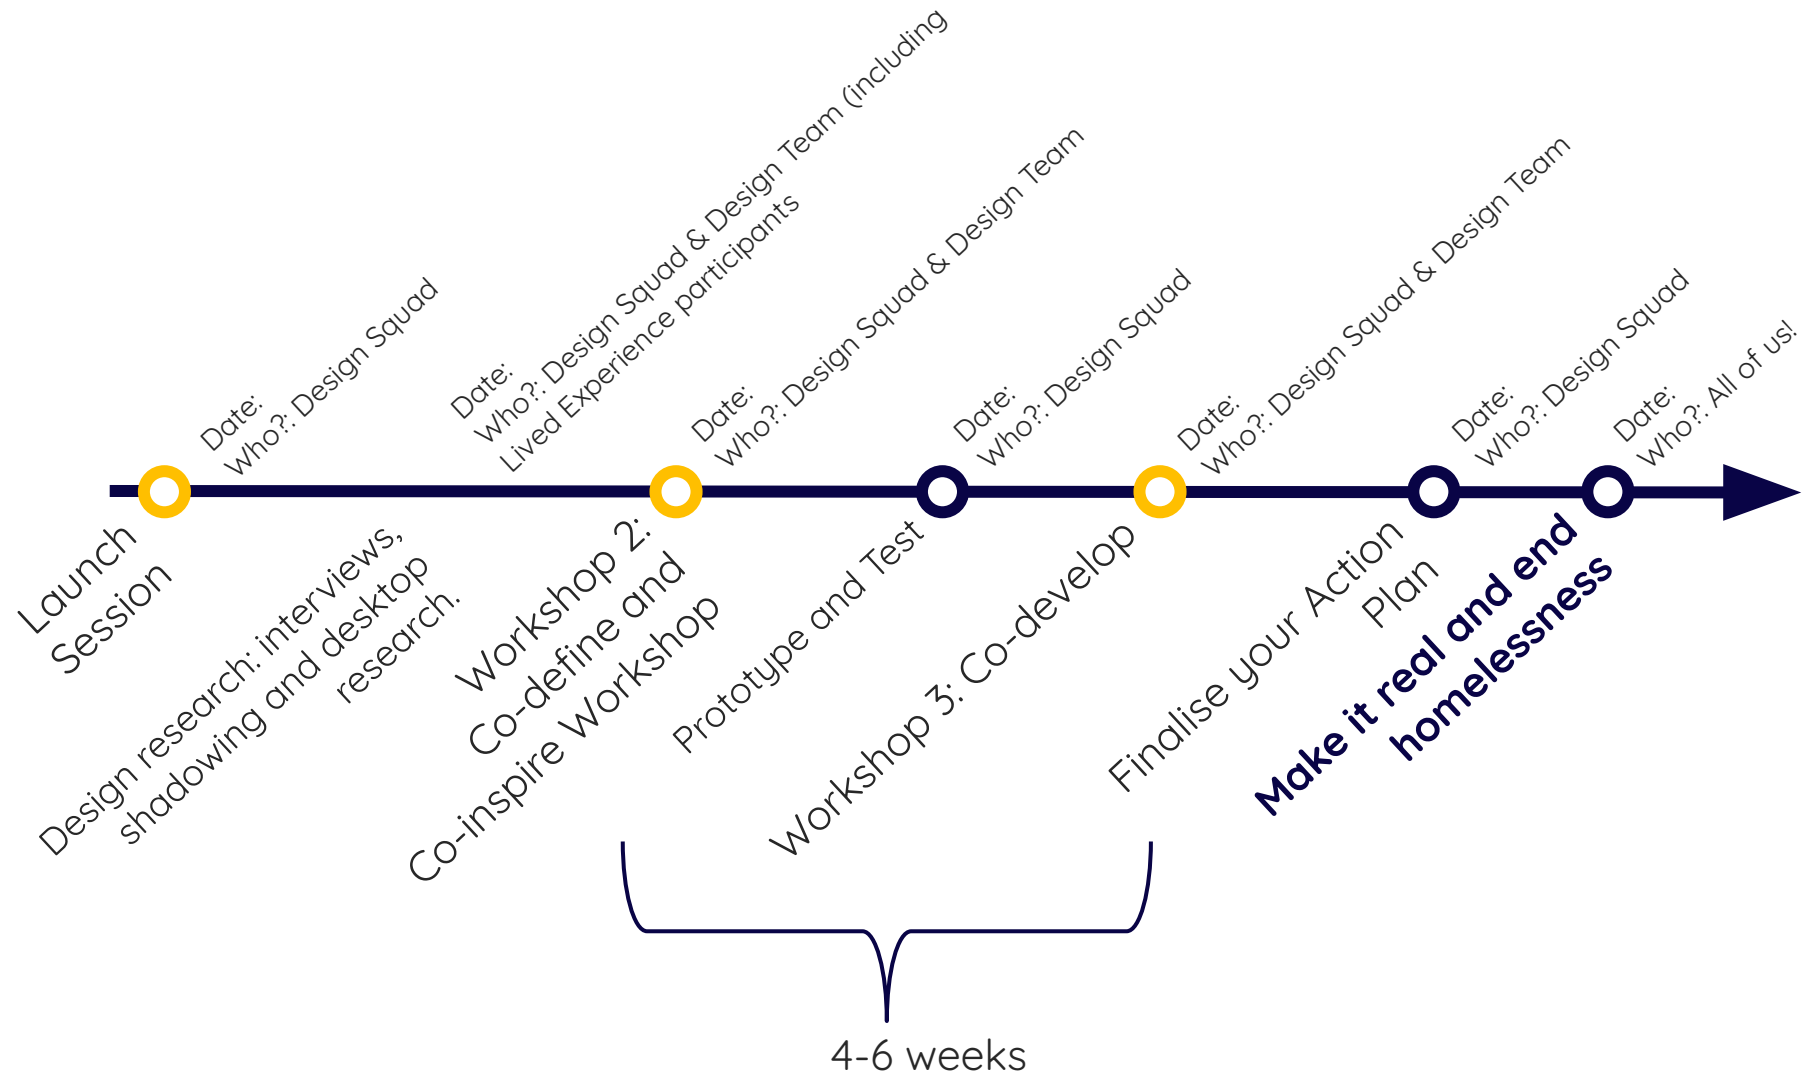 Date:
Who?: Design Squad
Date:
Who?: Design Squad & Design Team (including
Lived Experience participants
Date:
Who?: Design Squad & Design Team
Date:
Who?: Design Squad
Date:
Who?: Design Squad & Design Team
Date:
Who?: Design Squad
Date:
Who?: All of us!
Launch
Session
Design research: interviews,
shadowing and desktop
research.
Workshop 2:
Co-define and
Co-inspire Workshop
Prototype and Test
Workshop 3: Co-develop
Finalise your Action
Plan
Make it real and end
homelessness
4-6 weeks